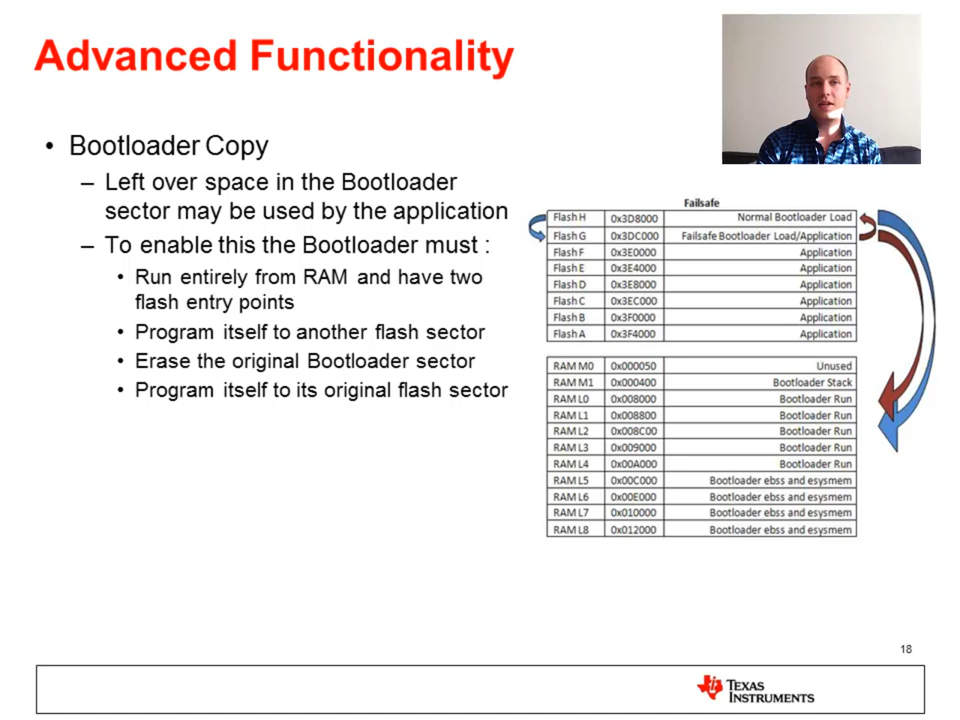 Advanced Functionality
• Bootloader Copy
– Left over space in the Bootloader
sector may be used by the application
– To enable this the Bootloader must :
• Run entirely from RAM and have two
flash entry points
• Program itself to another flash sector
• Erase the original Bootloader sector
• Program itself to its original flash sector
Failsafe
Flash H 0x3D8000 Normal Bootloader Load
Flash G 0x3DC000 Failsafe Bootloader Load/Application
Flash F 0x3E0000 Application
Flash E 0x3E4000 Application
Flash D 0x3E8000 Application
Flash C 0x3EC000 Application
Flash B 0x3F0000 Application
Flash A 0x3F4000 Application
RAM M0 0x000050 Unused
RAM M1 0x000400 Bootloader Stack
RAM L0 0x008000 Bootloader Run
RAM L1 0x008800 Bootloader Run
RAM L2 0x008C00 Bootloader Run
RAM L3 0x009000 Bootloader Run
RAM L4 0x00A000 Bootloader Run
RAM L5 0x00C000 Bootloader ebss and esysmem
RAM L6 0x00E000 Bootloader ebss and esysmem
RAM L7 0x010000 Bootloader ebss and esysmem
RAM L8 0x012000 Bootloader ebss and esysmem
18
TEXAS
INSTRUMENTS